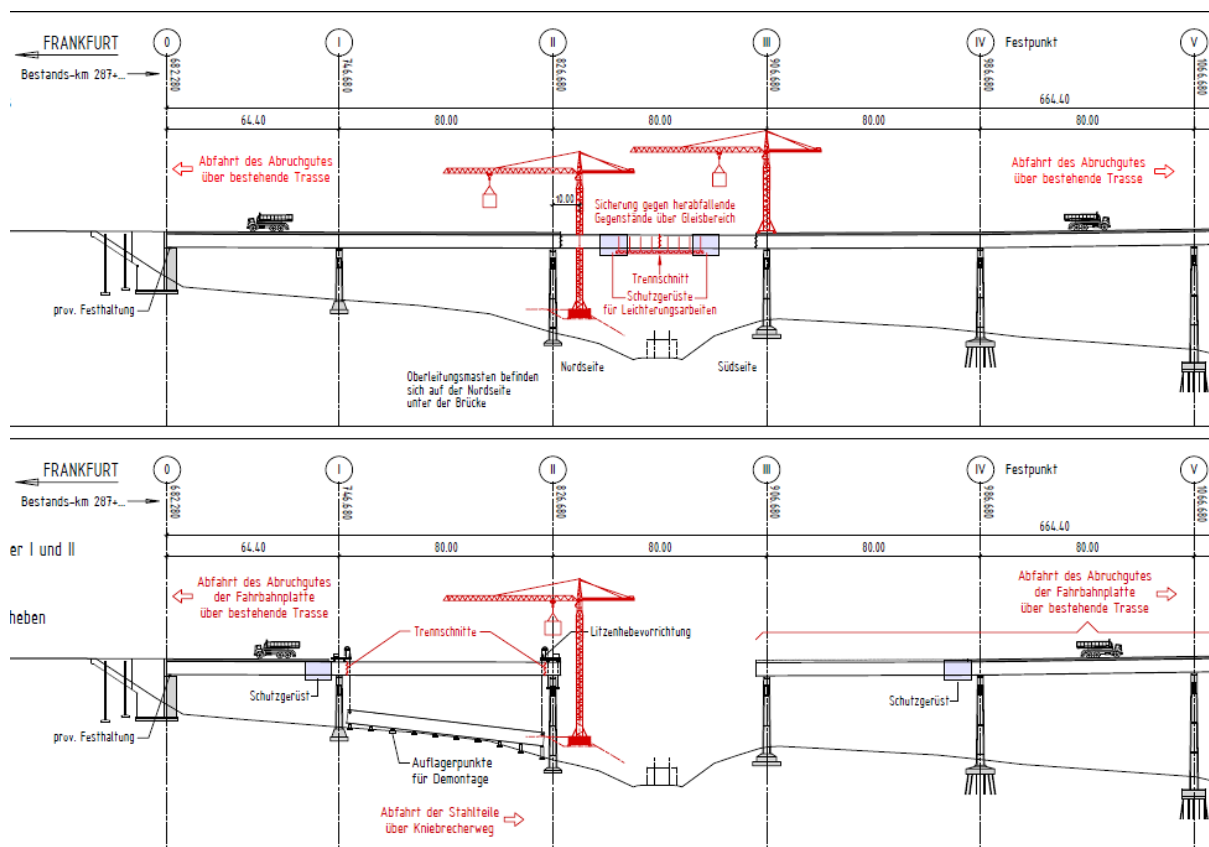 FRANKFURT
0
I
II
III
IV
Festpunkt
V
Bestands-km 287+...
682.280
746.680
826.680
906.680
986.680
1066.680
664.40
64.40
80.00
80.00
80.00
80.00
Abfahrt des Abruchgutes
über bestehende Trasse
Abfahrt des Abruchgutes
über bestehende Trasse
10.00
Sicherung gegen herabfallende
Gegenstände über Gleisbereich
Trennschnitt
Schutzgerüste
für Leichterungsarbeiten
prov. Festhaltung
Nordseite
Südseite
Oberleitungsmasten befinden
sich auf der Nordseite
unter der Brücke
FRANKFURT
0
I
II
III
IV
Festpunkt
V
Bestands-km 287+...
682.280
746.680
826.680
906.680
986.680
1066.680
664.40
er I und II
64.40
80.00
80.00
80.00
80.00
Abfahrt des Abruchgutes
der Fahrbahnplatte
über bestehende Trasse
Abfahrt des Abruchgutes
der Fahrbahnplatte
über bestehende Trasse
heben
Trennschnitte
Litzenhebevorrichtung
Schutzgerüst
Schutzgerüst
prov. Festhaltung
Auflagerpunkte
für Demontage
Abfahrt der Stahlteile
über Kniebrecherweg